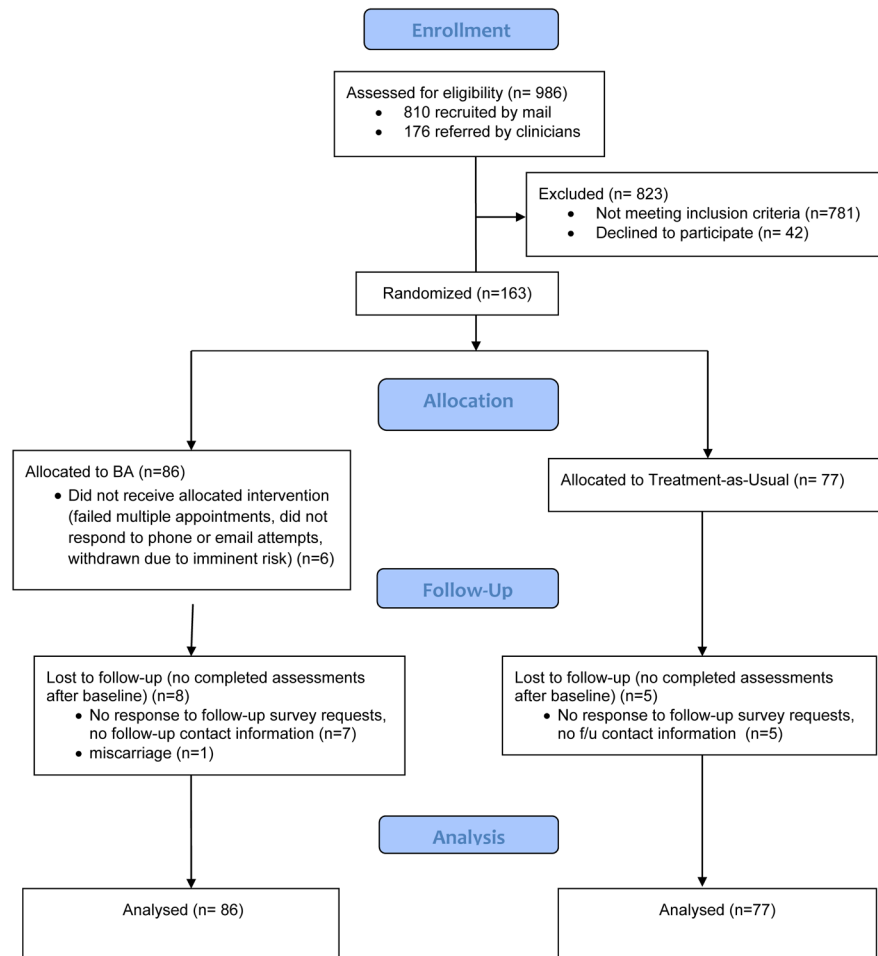 Enrollment
Assessed for eligibility (n= 986)
• 810 recruited by mail
• 176 referred by clinicians
Excluded (n= 823)
• Not meeting inclusion criteria (n=781)
• Declined to participate (n= 42)
Randomized (n=163)
Allocation
Allocated to BA (n=86)
• Did not receive allocated intervention
(failed multiple appointments, did not
respond to phone or email attempts,
withdrawn due to imminent risk) (n=6)
Allocated to Treatment-as-Usual (n= 77)
Follow-Up
Lost to follow-up (no completed assessments
after baseline) (n=8)
• No response to follow-up survey requests,
no follow-up contact information (n=7)
• miscarriage (n=1)
Lost to follow-up (no completed assessments
after baseline) (n=5)
• No response to follow-up survey requests,
no f/u contact information (n=5)
Analysis
Analysed (n= 86)
Analysed (n=77)